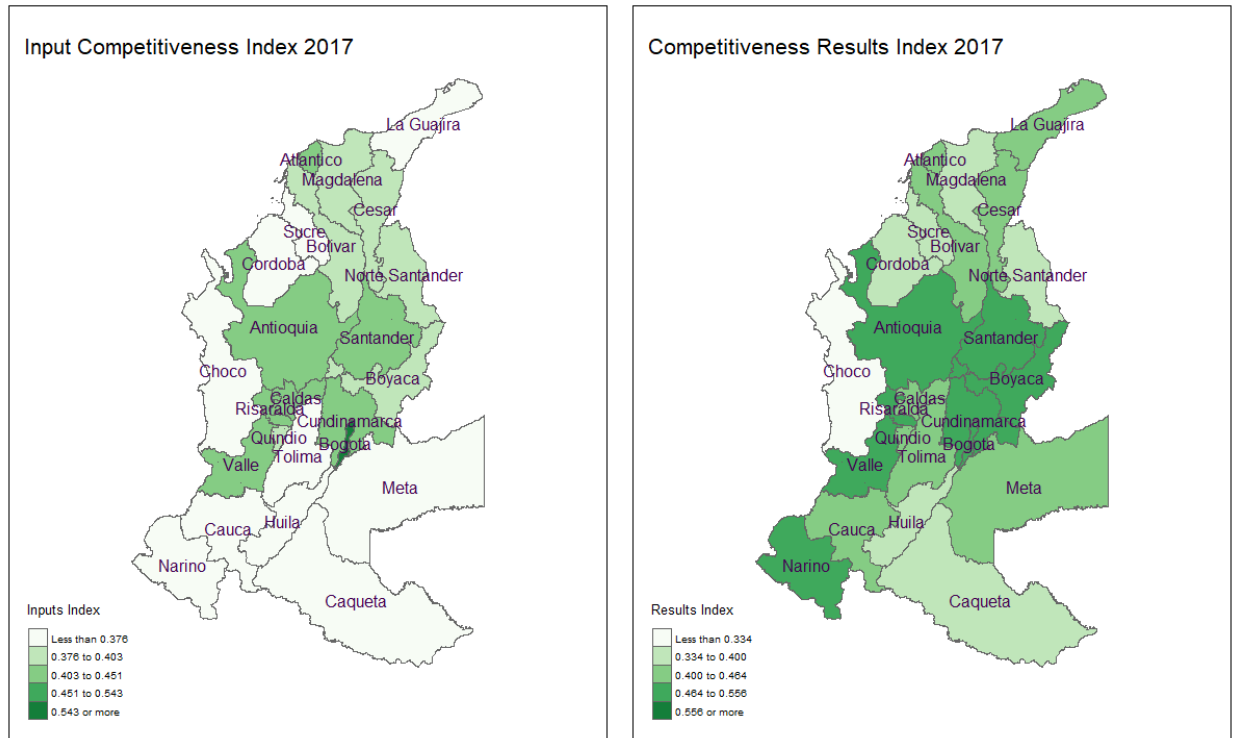 Input Competitiveness Index 2017
La Guajira
Atlantico
Magdalena
Cesar
Sucre
Bolivar
Cordoba
Norte Santander
Antioquia
Santander
Choco
Boyaca
Caldas
Risaralda
Cundinamarca
Quindio
Bogota
Tolima
Valle
Meta
Huila
Cauca
Narino
Caqueta
Inputs Index
Less than 0.376
0.376 to 0.403
0.403 to 0.451
0.451 to 0.543
0.543 or more
Competitiveness Results Index 2017
La Guajira
Atlantico
Magdalena
Cesar
Sucre
Bolivar
Cordoba
Norte Santander
Antioquia
Santander
Choco
Boyaca
Caldas
Risaralda
Cundinamarca
Quindio
Bogota
Tolima
Valle
Meta
Huila
Cauca
Narino
Caqueta
Results Index
Less than 0.334
0.334 to 0.400
0.400 to 0.464
0.464 to 0.556
0.556 or more